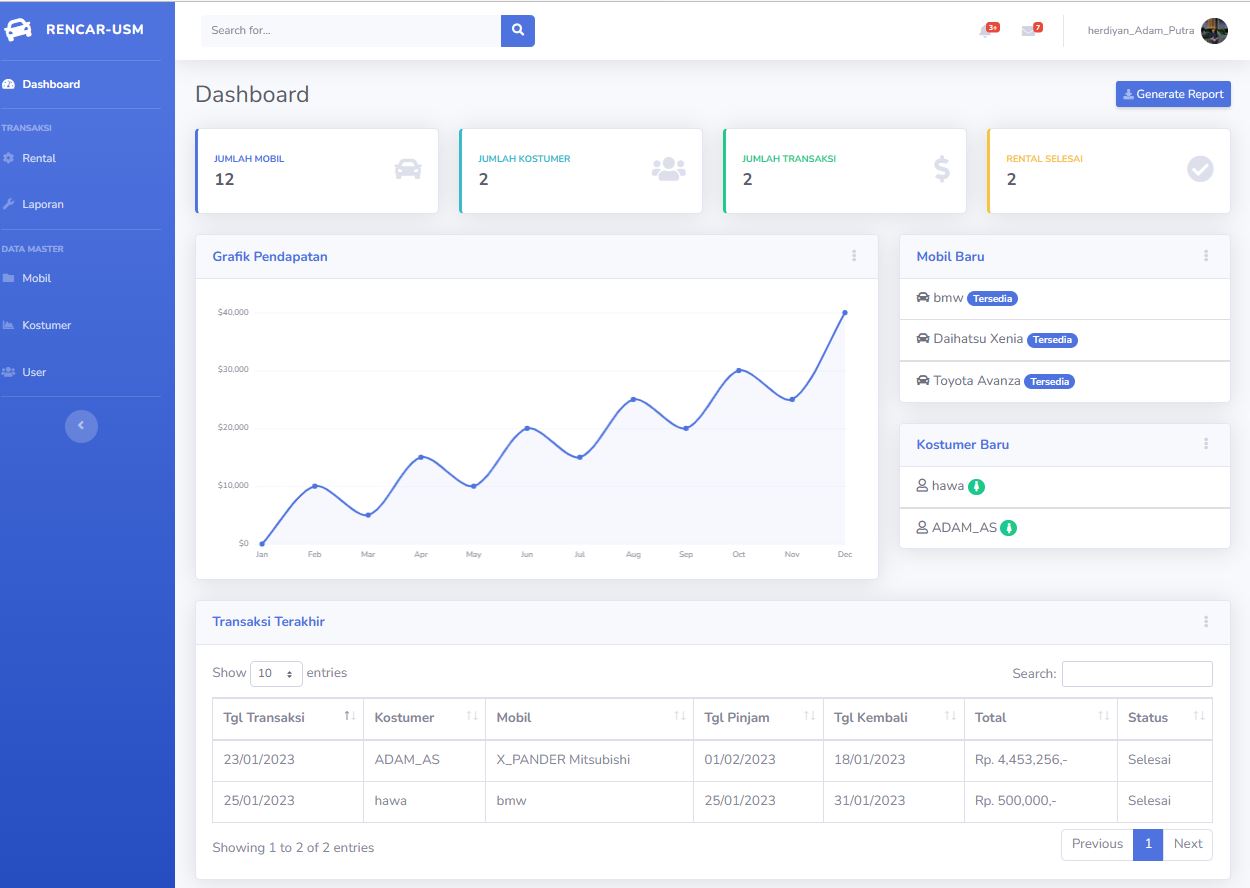 RENCAR-USM
Search for...
3+
7
herdiyan_Adam_Putra
Dashboard
TRANSAKSI
Rental
Laporan
DATA MASTER
Mobil
Kostumer
User
Dashboard
Generate Report
JUMLAH MOBIL
12
JUMLAH KOSTUMER
2
JUMLAH TRANSAKSI
2
RENTAL SELESAI
2
Grafik Pendapatan
$40,000
$30,000
$20,000
$10,000
$0
Jan Feb Mar Apr May Jun Jul Aug Sep Oct Nov Dec
Mobil Baru
bmw Tersedia
Daihatsu Xenia Tersedia
Toyota Avanza Tersedia
Kostumer Baru
hawa
ADAM_AS
Transaksi Terakhir
Show 10 entries
Search:
Tgl Transaksi Kostumer Mobil Tgl Pinjam Tgl Kembali Total Status
23/01/2023 ADAM_AS X_PANDER Mitsubishi 01/02/2023 18/01/2023 Rp. 4,453,256,- Selesai
25/01/2023 hawa bmw 25/01/2023 31/01/2023 Rp. 500,000,- Selesai
Showing 1 to 2 of 2 entries
Previous 1 Next